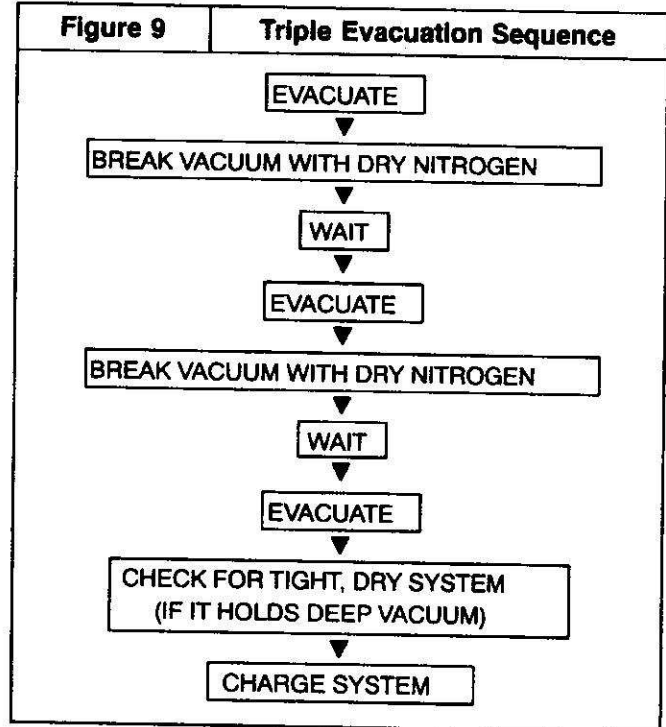 Figure 9 Triple Evacuation Sequence
EVACUATE
BREAK VACUUM WITH DRY NITROGEN
WAIT
EVACUATE
BREAK VACUUM WITH DRY NITROGEN
WAIT
EVACUATE
CHECK FOR TIGHT, DRY SYSTEM
(IF IT HOLDS DEEP VACUUM)
CHARGE SYSTEM